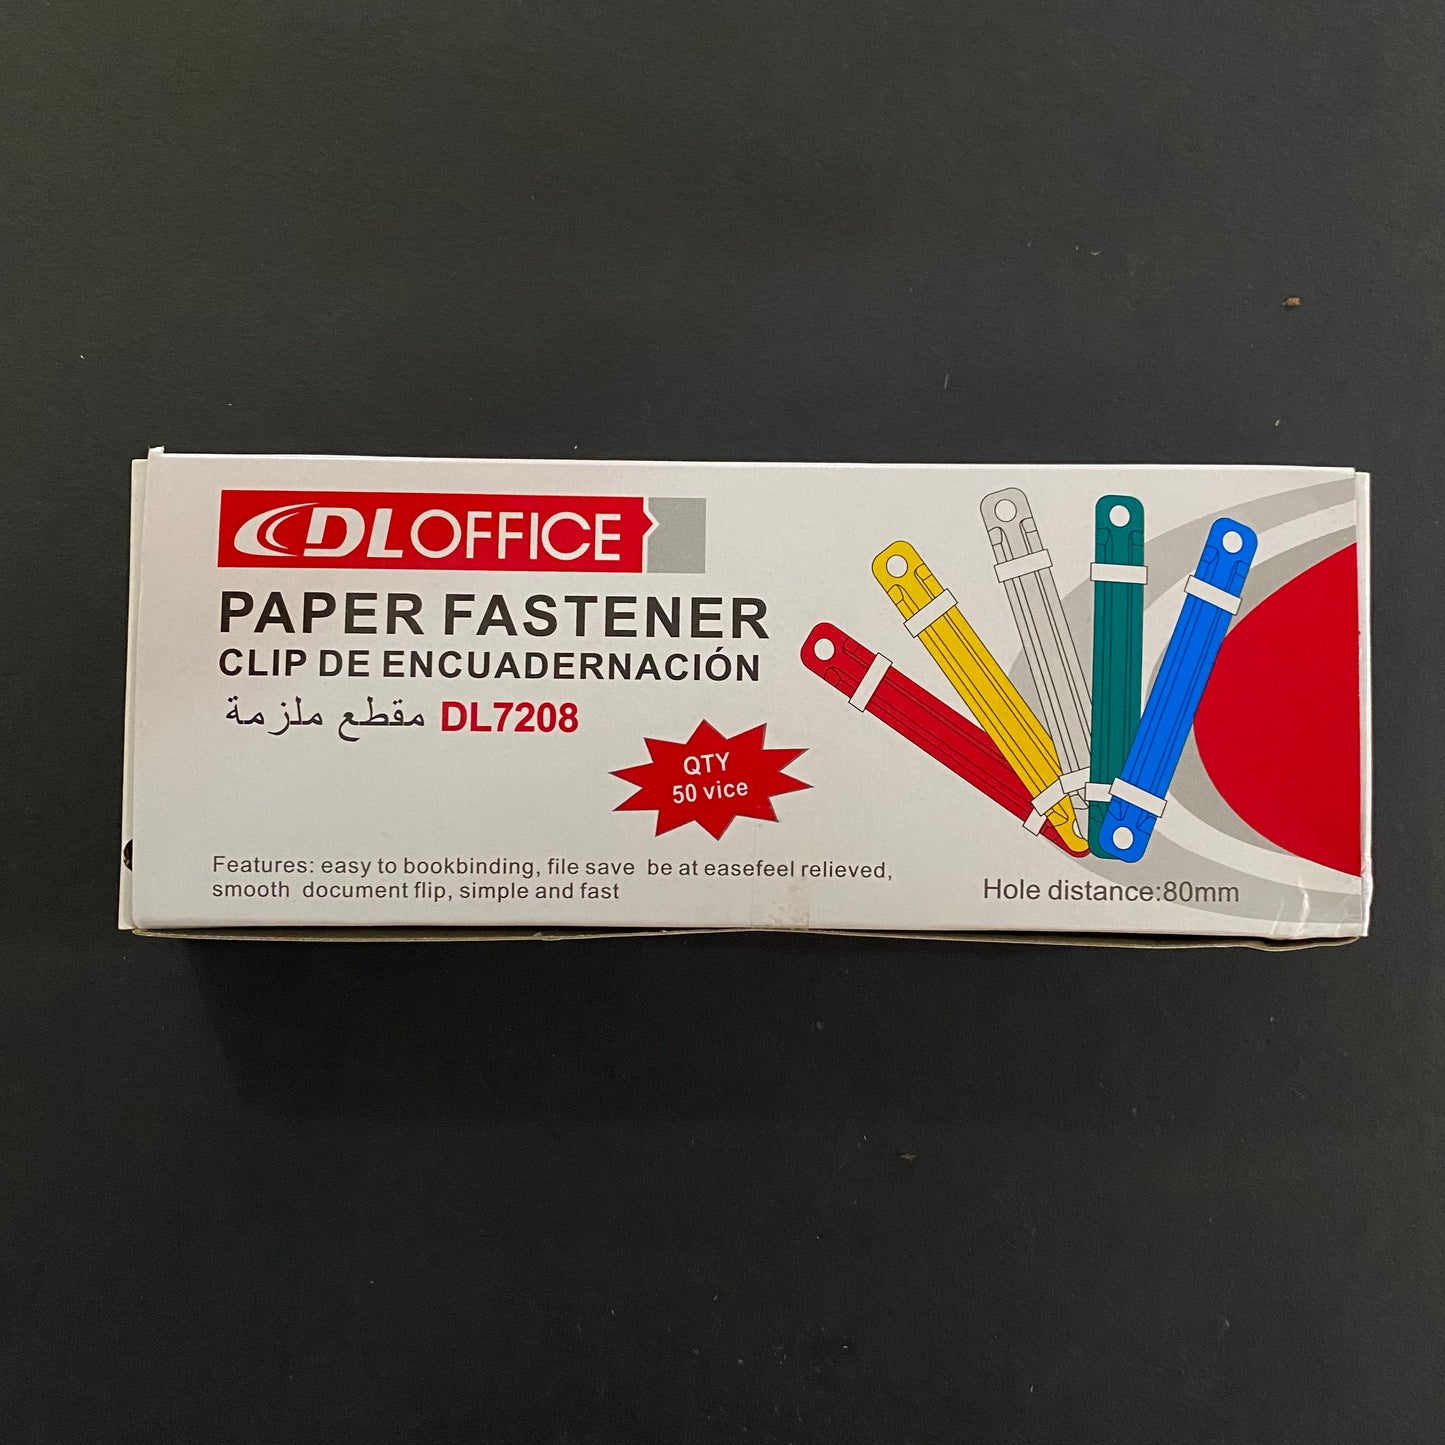 DLOFFICE
PAPER FASTENER
CLIP DE ENCUADERNACIÓN
مقطع ملزمة DL7208
QTY
50 vice
Features: easy to bookbinding, file save be at easefeel relieved,
smooth document flip, simple and fast
Hole distance:80mm